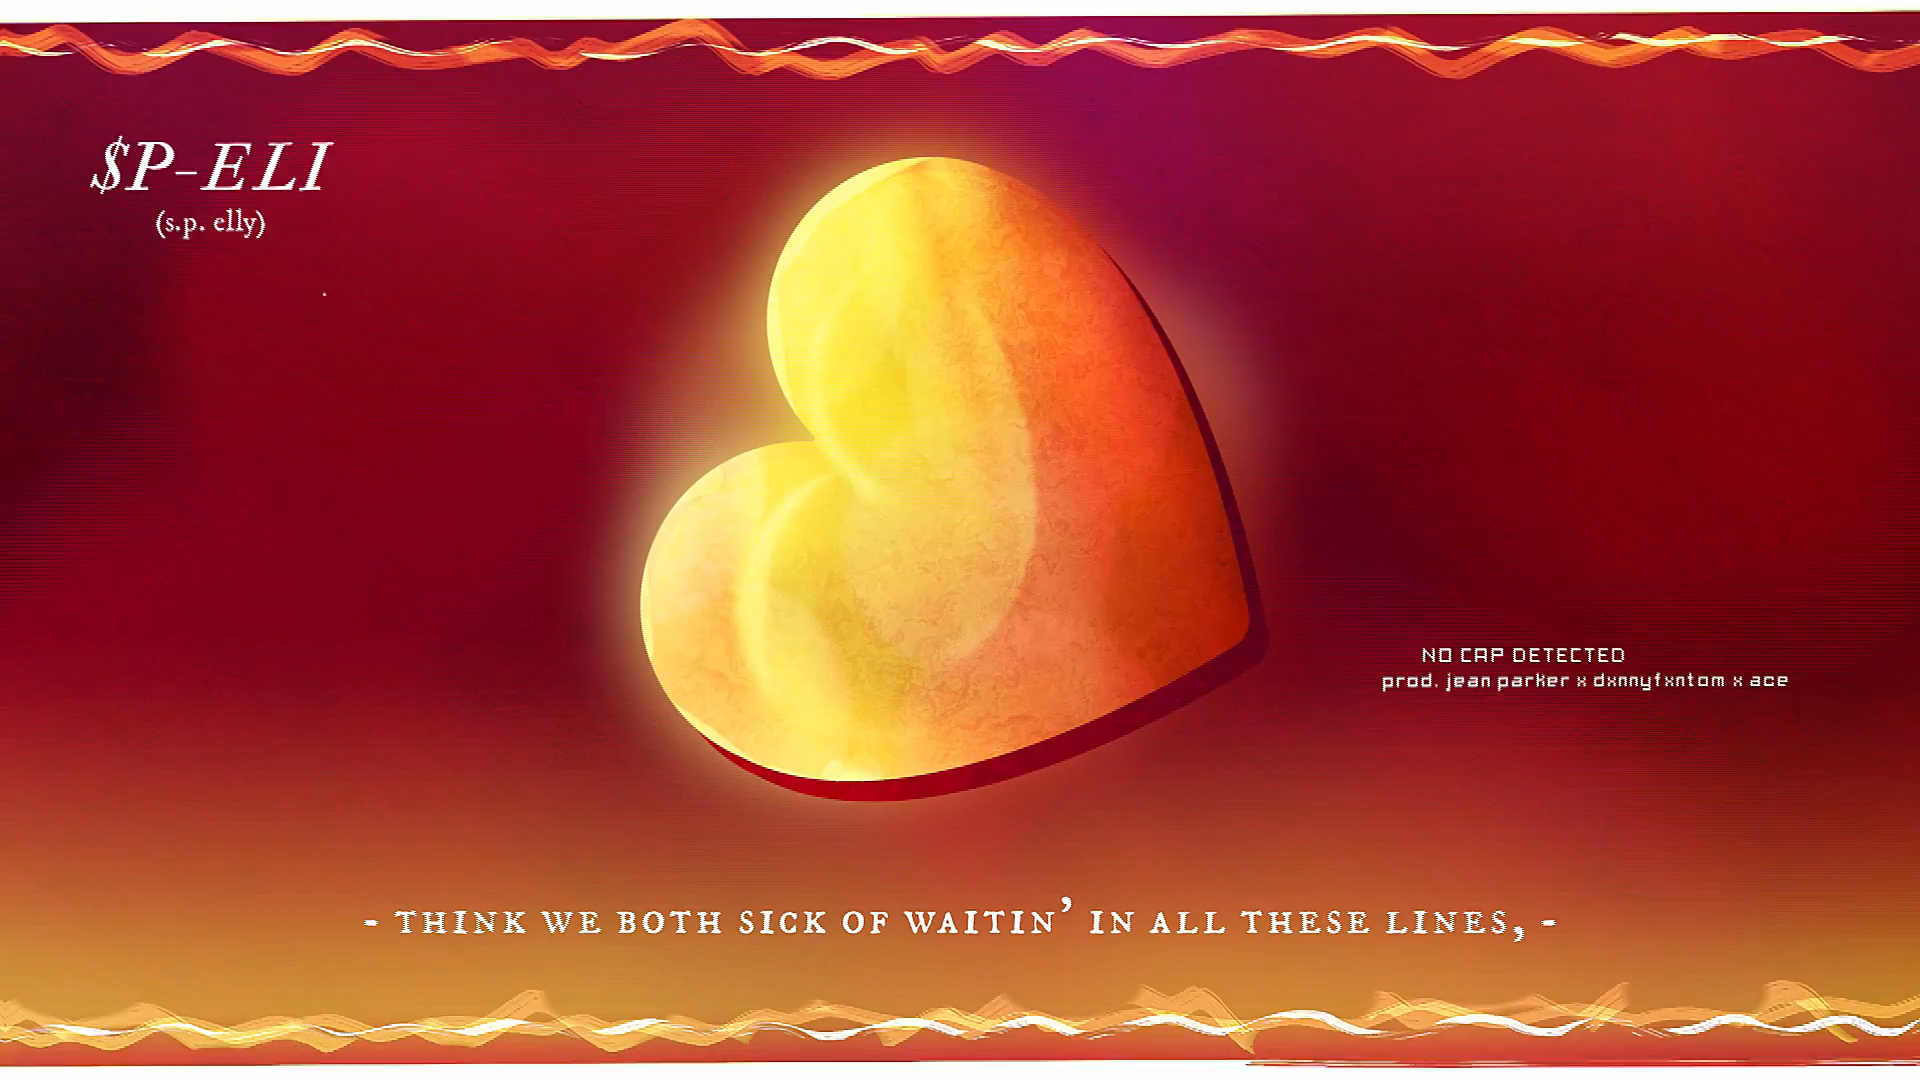 $P-ELI
(s.p. elly)
NO CAP DETECTED
prod. jean parker x dxnnyfxntom x ace
- THINK WE BOTH SICK OF WAITIN' IN ALL THESE LINES, -